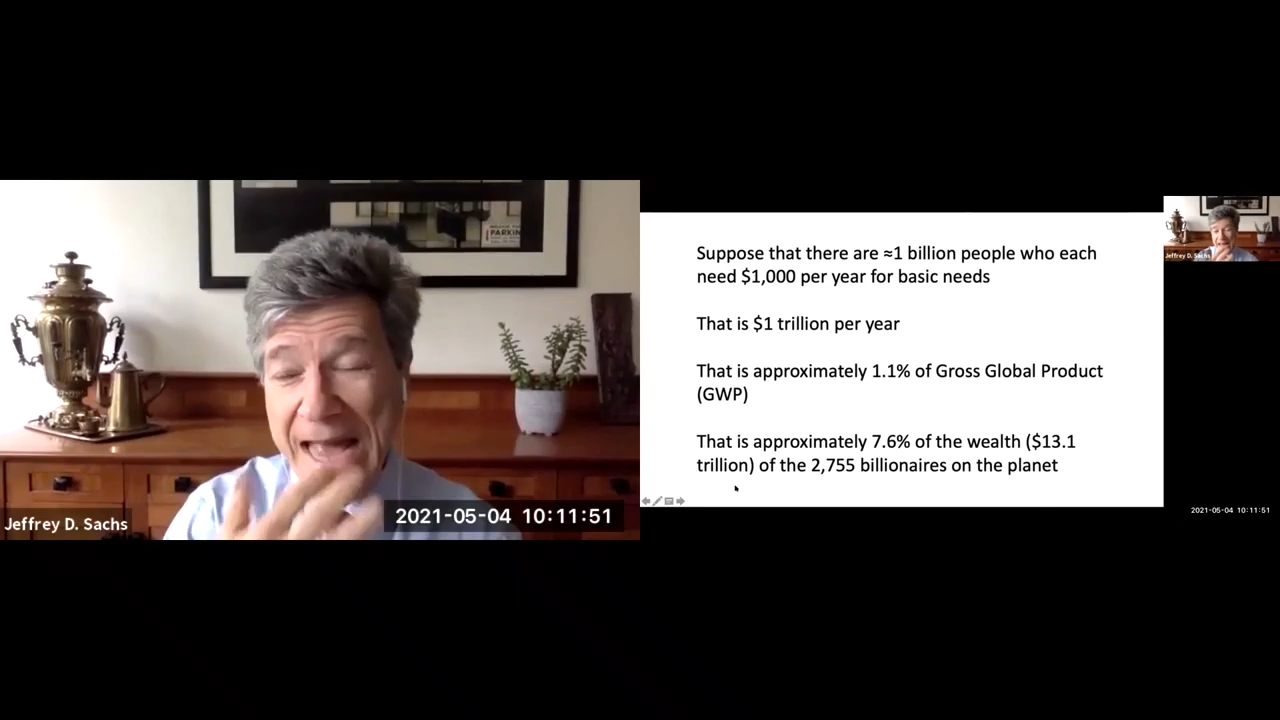 PARKIN
Jeffrey D. Sachs
2021-05-04 10:11:51
Suppose that there are ≈1 billion people who each
need $1,000 per year for basic needs
That is $1 trillion per year
That is approximately 1.1% of Gross Global Product
(GWP)
That is approximately 7.6% of the wealth ($13.1
trillion) of the 2,755 billionaires on the planet
Jeffrey D. Sachs
2021-05-04 10:11:51